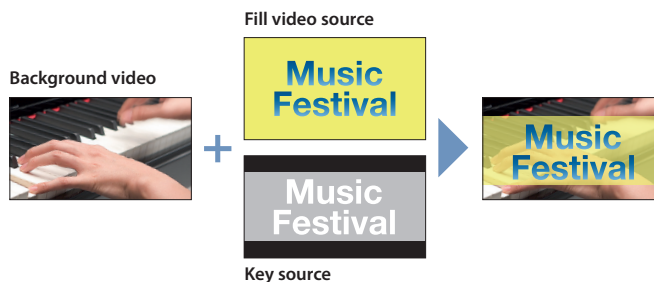 Fill video source
Background video
Music
Festival
Music
Festival
Music
Festival
Key source